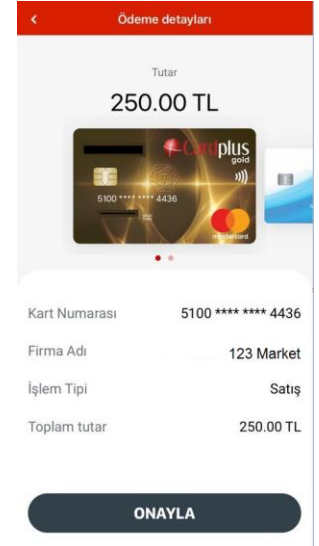 Ödeme detayları
Tutar
250.00 TL
Cardplus
gold
5100 **** **** 4436
mastercard
Kart Numarası 5100 **** **** 4436
Firma Adı 123 Market
İşlem Tipi Satış
Toplam tutar 250.00 TL
ONAYLA